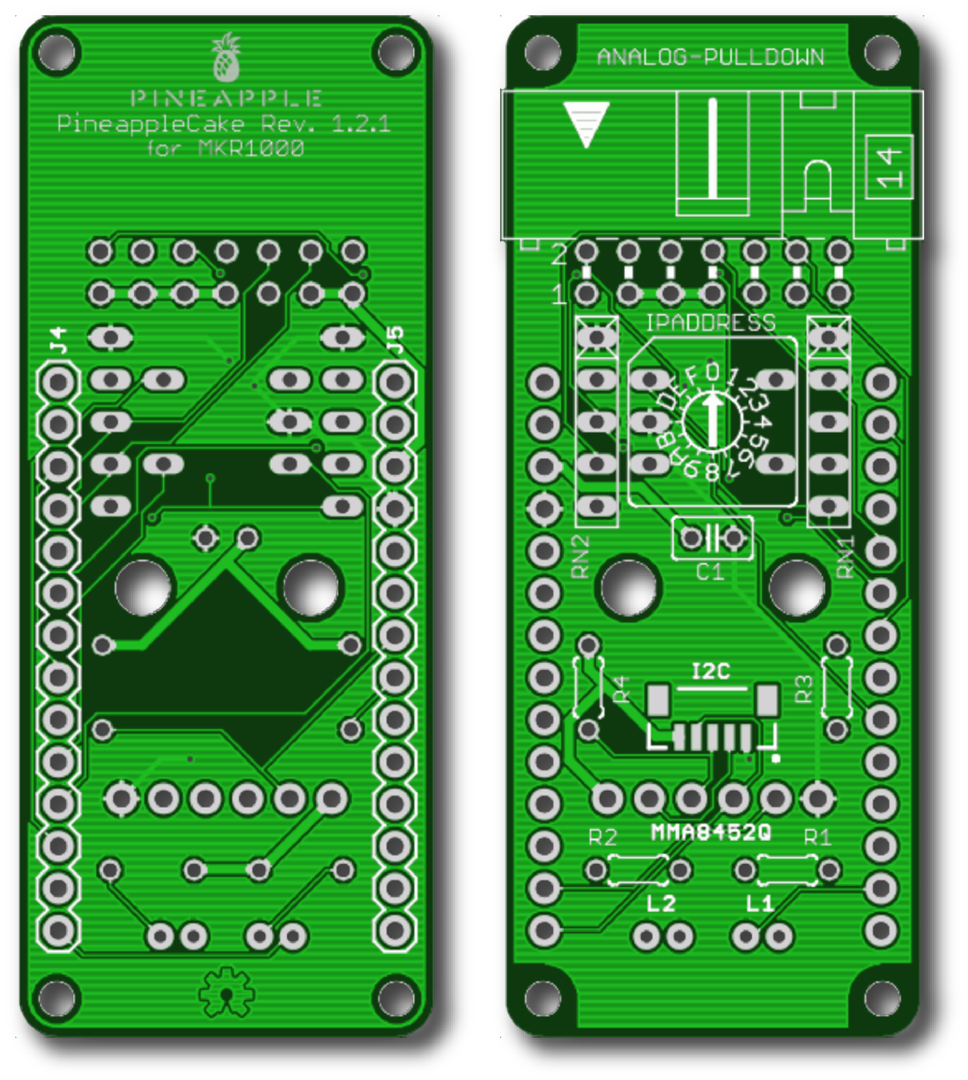 PINEAPPLE
PineappleCake Rev. 1.2.1
for MKR1000
J4
J5
ANALOG-PULLDOWN
14
2
1
IPADDRESS
0123456789ABCDEF
RN2
RN1
C1
R4
I2C
R3
R2
MMA8452Q
R1
L2
L1